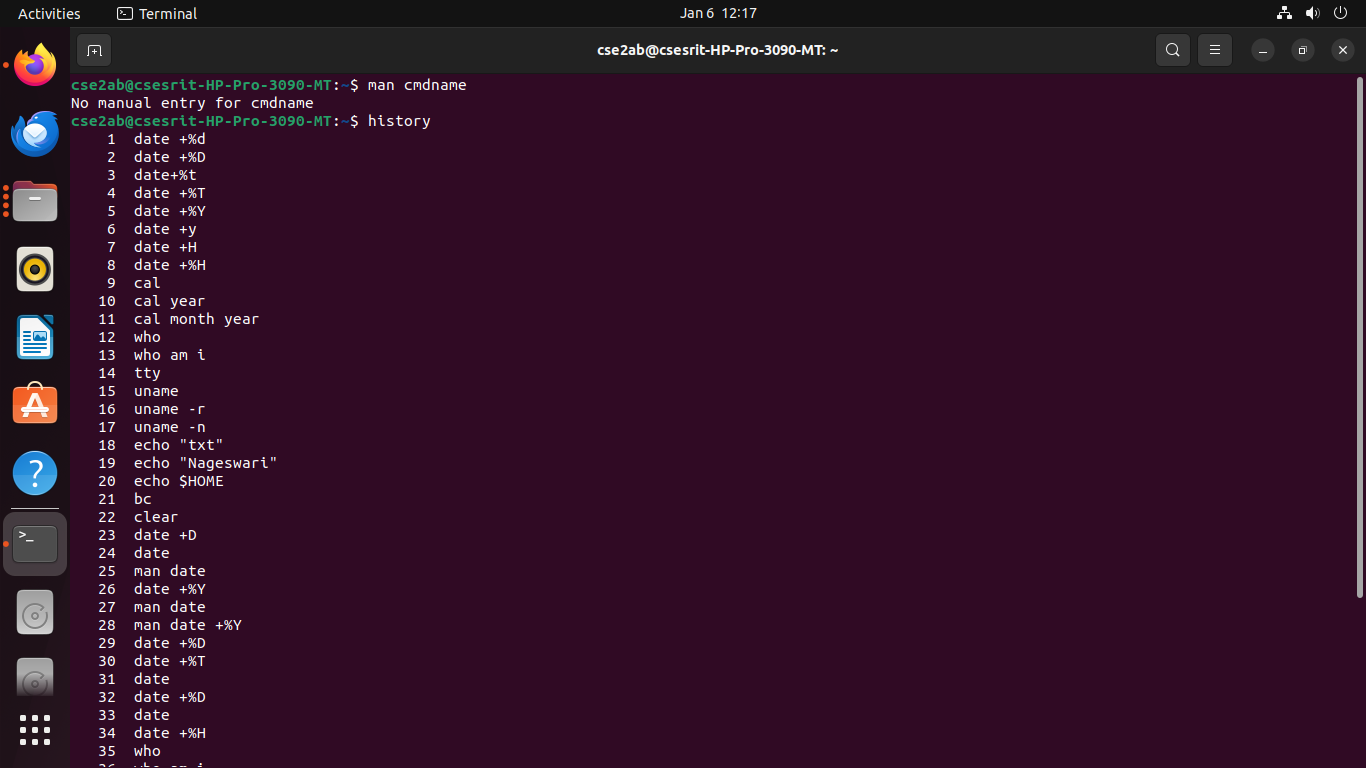 Activities Terminal Jan 6 12:17
cse2ab@csesrit-HP-Pro-3090-MT: ~
cse2ab@csesrit-HP-Pro-3090-MT:~$ man cmdname
No manual entry for cmdname
cse2ab@csesrit-HP-Pro-3090-MT:~$ history
1 date +%d
2 date +%D
3 date+%t
4 date +%T
5 date +%Y
6 date +y
7 date +H
8 date +%H
9 cal
10 cal year
11 cal month year
12 who
13 who am i
14 tty
15 uname
16 uname -r
17 uname -n
18 echo "txt"
19 echo "Nageswari"
20 echo $HOME
21 bc
22 clear
23 date +D
24 date
25 man date
26 date +%Y
27 man date
28 man date +%Y
29 date +%D
30 date +%T
31 date
32 date +%D
33 date
34 date +%H
35 who